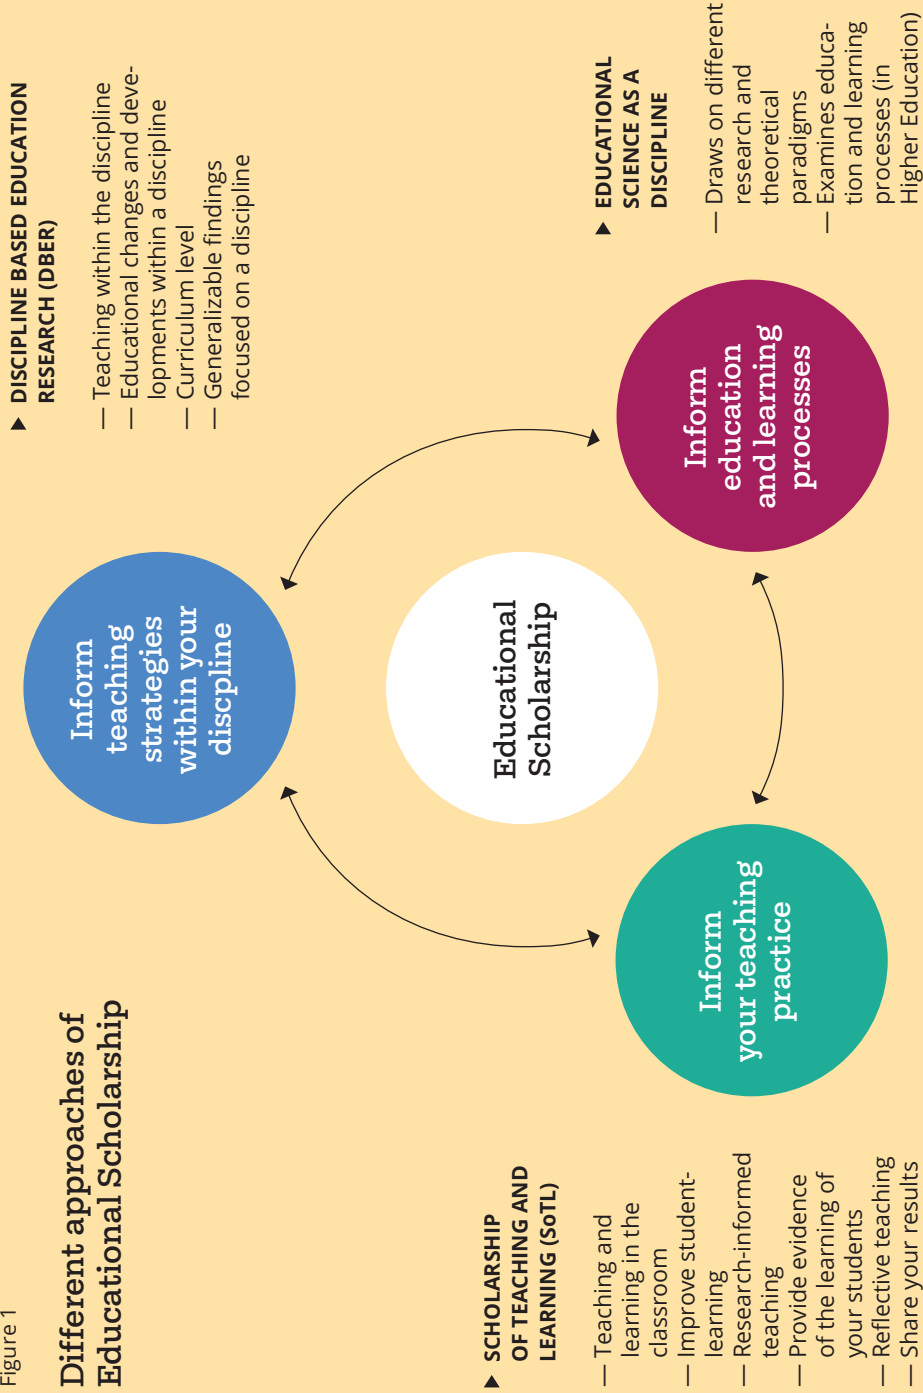 Figure 1
Different approaches of
Educational Scholarship
▶ DISCIPLINE BASED EDUCATION
RESEARCH (DBER)
— Teaching within the discipline
— Educational changes and deve-
lopments within a discipline
— Curriculum level
— Generalizable findings
focused on a discipline
Inform
teaching
strategies
within your
discpline
Educational
Scholarship
▶ SCHOLARSHIP
OF TEACHING AND
LEARNING (SoTL)
— Teaching and
learning in the
classroom
— Improve student-
learning
— Research-informed
teaching
— Provide evidence
of the learning of
your students
— Reflective teaching
— Share your results
Inform
your teaching
practice
Inform
education
and learning
processes
▶ EDUCATIONAL
SCIENCE AS A
DISCIPLINE
— Draws on different
research and
theoretical
paradigms
— Examines educa-
tion and learning
processes (in
Higher Education)